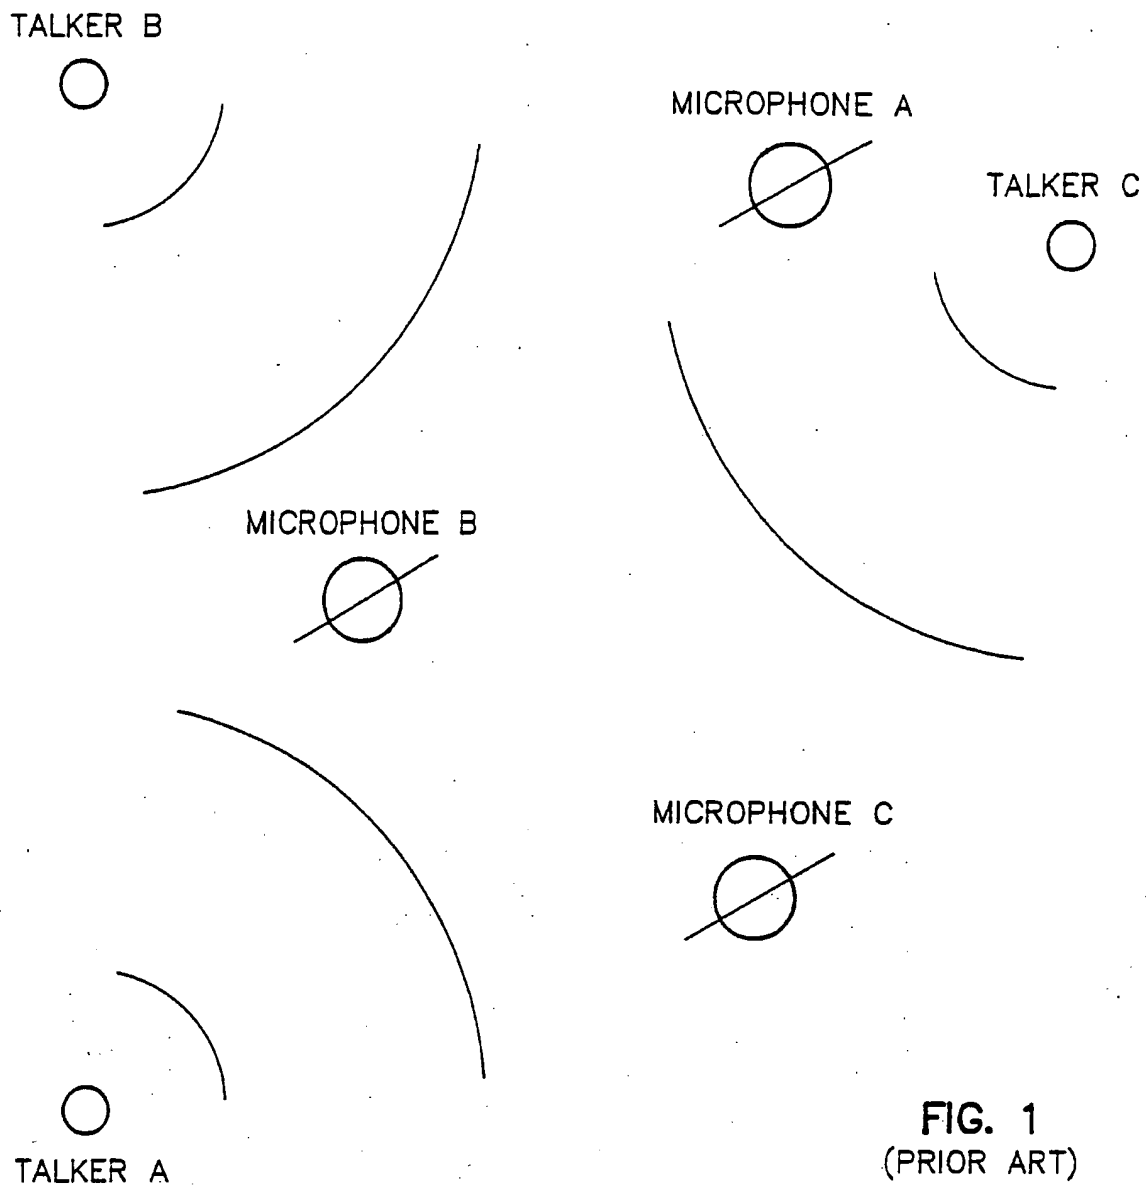 TALKER B
MICROPHONE A
TALKER C
MICROPHONE B
MICROPHONE C
TALKER A
FIG. 1
(PRIOR ART)